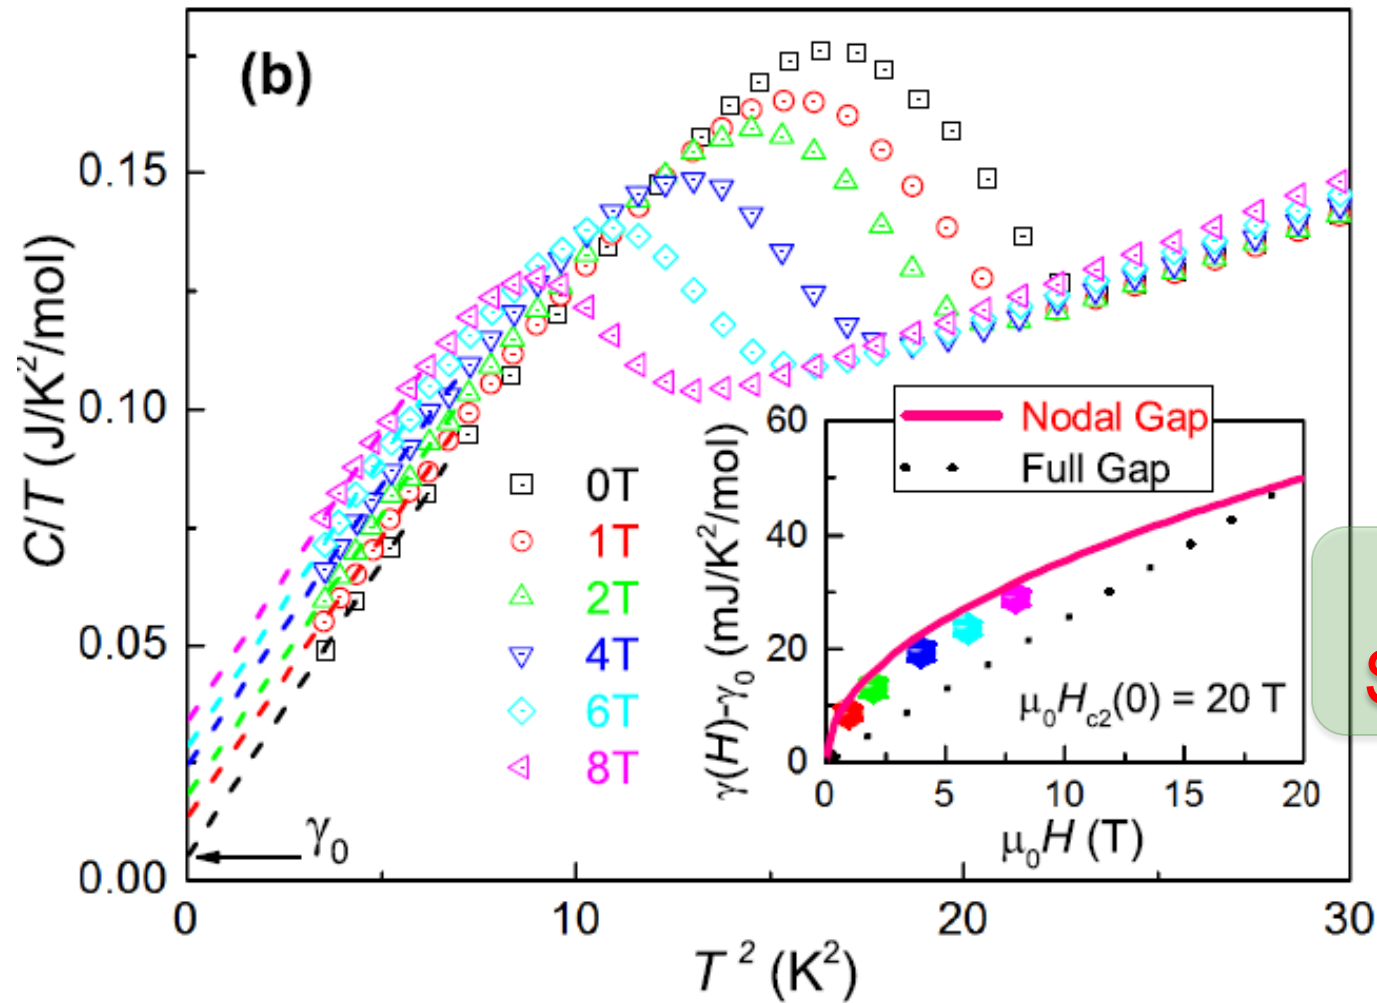 (b)
C/T (J/K²/mol)
0.15
0.10
0.05
0.00
0
10
20
30
T ² (K²)
γ₀
0T
1T
2T
4T
6T
8T
Nodal Gap
Full Gap
γ(H)-γ₀ (mJ/K²/mol)
60
40
20
0
0
5
10
15
20
μ₀H (T)
μ₀Hc2(0) = 20 T